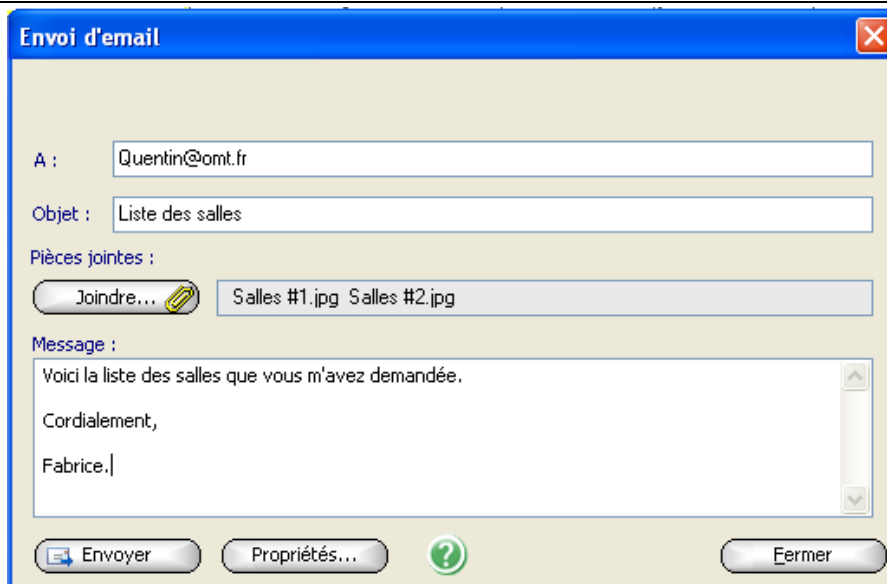 Envoi d'email
A :
Quentin@omt.fr
Objet :
Liste des salles
Pièces jointes :
Joindre...
Salles #1.jpg Salles #2.jpg
Message :
Voici la liste des salles que vous m'avez demandée.
Cordialement,
Fabrice.
Envoyer
Propriétés...
?
Fermer